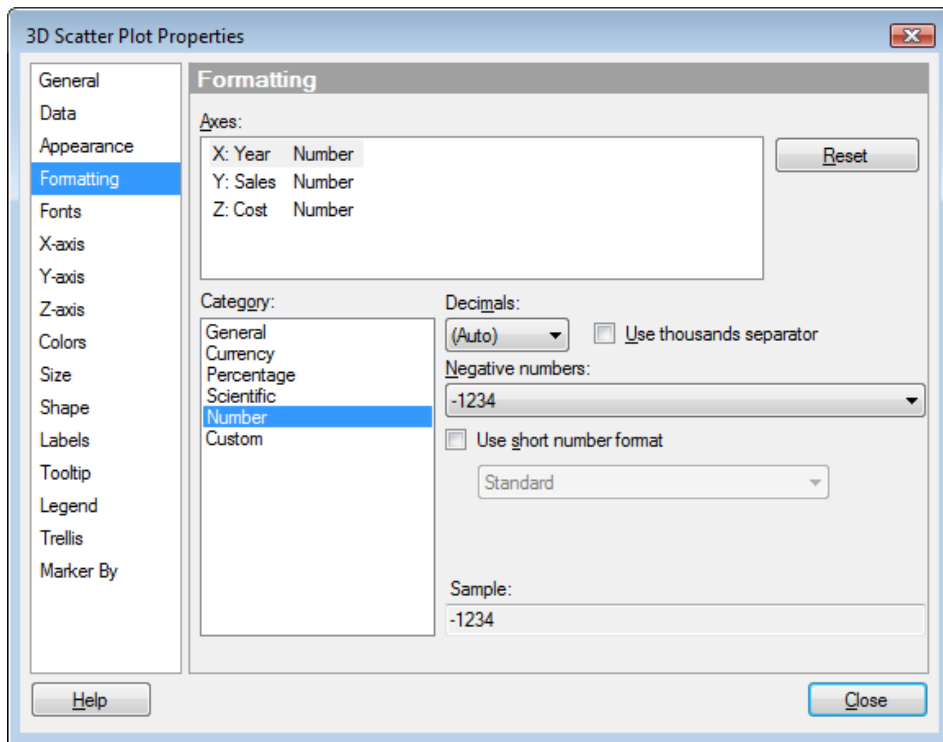 3D Scatter Plot Properties
General
Data
Appearance
Formatting
Fonts
X-axis
Y-axis
Z-axis
Colors
Size
Shape
Labels
Tooltip
Legend
Trellis
Marker By
Formatting
Axes:
X: Year Number
Y: Sales Number
Z: Cost Number
Reset
Category:
General
Currency
Percentage
Scientific
Number
Custom
Decimals:
(Auto) Use thousands separator
Negative numbers:
-1234
Use short number format
Standard
Sample:
-1234
Help
Close